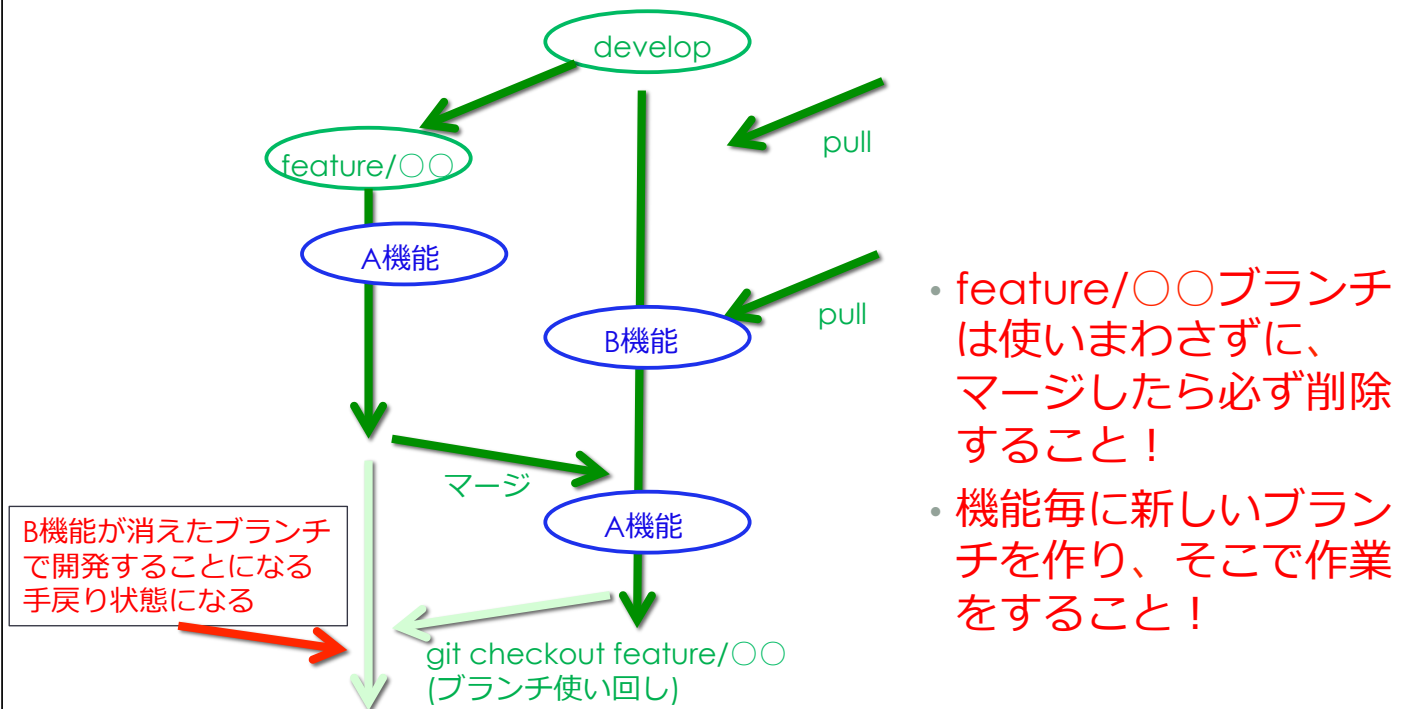 develop
pull
feature/○○
A機能
pull
B機能
マージ
A機能
B機能が消えたブランチ
で開発することになる
手戻り状態になる
git checkout feature/○○
(ブランチ使い回し)
• feature/○○ブランチ
は使いまわさずに、
マージしたら必ず削除
すること！
• 機能毎に新しいブラン
チを作り、そこで作業
をすること！